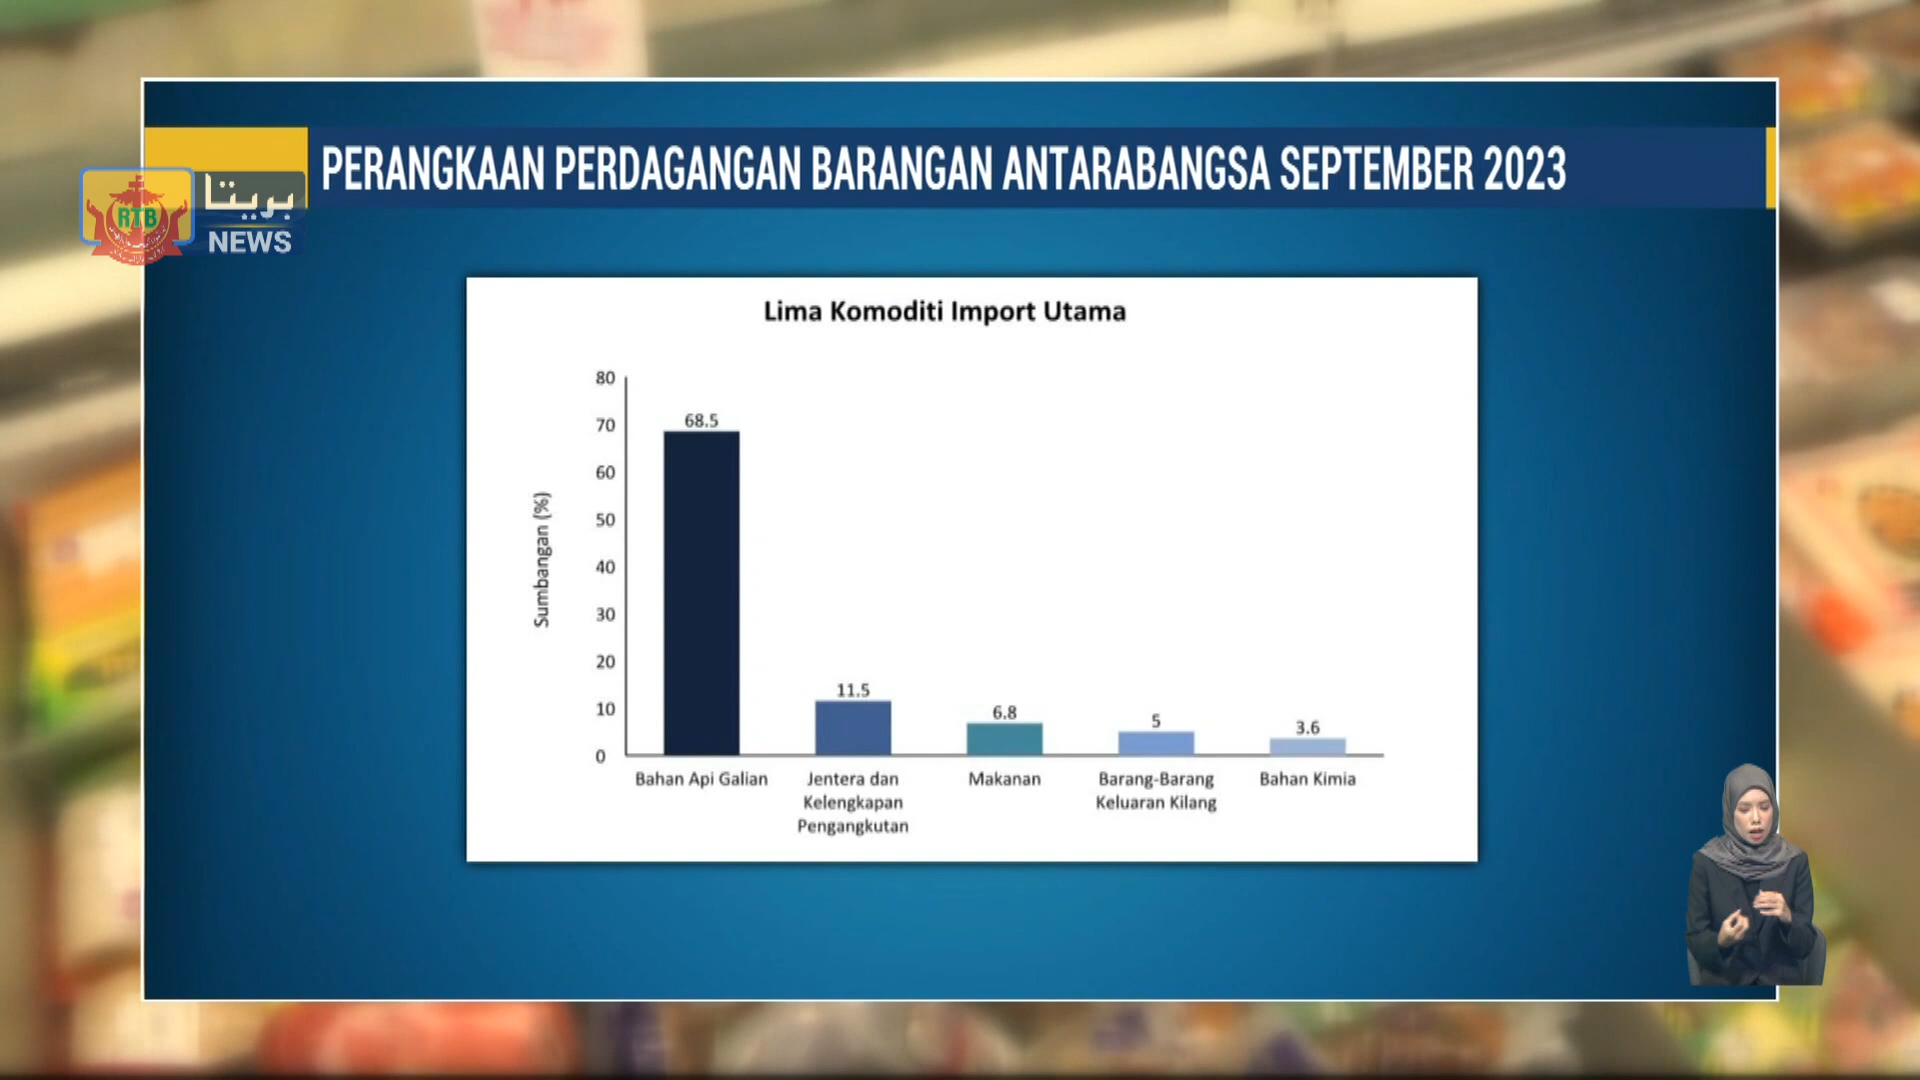 PERANGKAAN PERDAGANGAN BARANGAN ANTARABANGSA SEPTEMBER 2023
RTB
بريتا
NEWS
Lima Komoditi Import Utama
Sumbangan (%)
80
70
60
50
40
30
20
10
0
68.5
11.5
6.8
5
3.6
Bahan Api Galian
Jentera dan
Kelengkapan
Pengangkutan
Makanan
Barang-Barang
Keluaran Kilang
Bahan Kimia